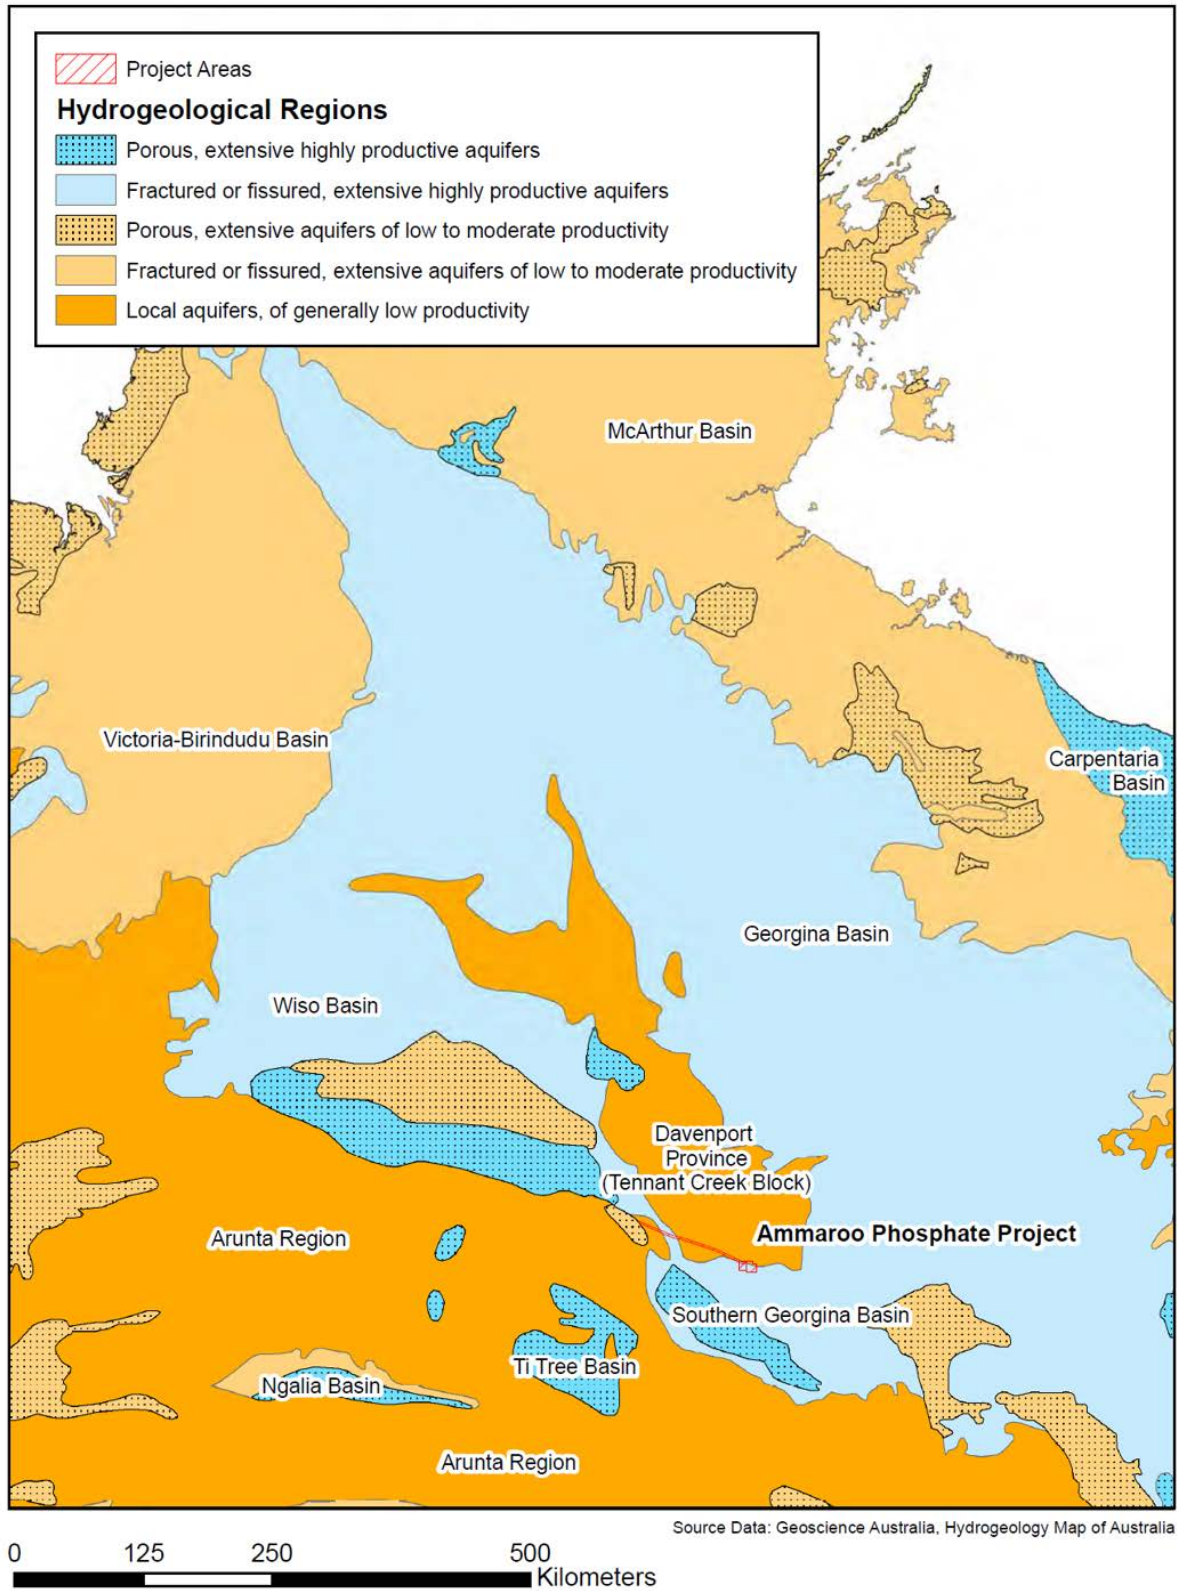 Project Areas
Hydrogeological Regions
Porous, extensive highly productive aquifers
Fractured or fissured, extensive highly productive aquifers
Porous, extensive aquifers of low to moderate productivity
Fractured or fissured, extensive aquifers of low to moderate productivity
Local aquifers, of generally low productivity
McArthur Basin
Victoria-Birindudu Basin
Carpentaria
Basin
Georgina Basin
Wiso Basin
Davenport
Province
(Tennant Creek Block)
Arunta Region
Ammaroo Phosphate Project
Southern Georgina Basin
Ti Tree Basin
Ngalia Basin
Arunta Region
Source Data: Geoscience Australia, Hydrogeology Map of Australia
0 125 250 500
Kilometers